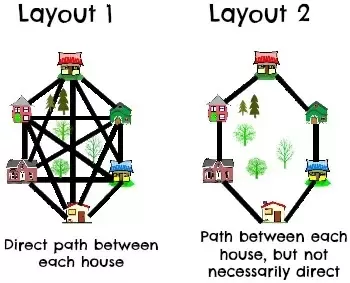 Layout 1
Layout 2
Direct path between
each house
Path between each
house, but not
necessarily direct